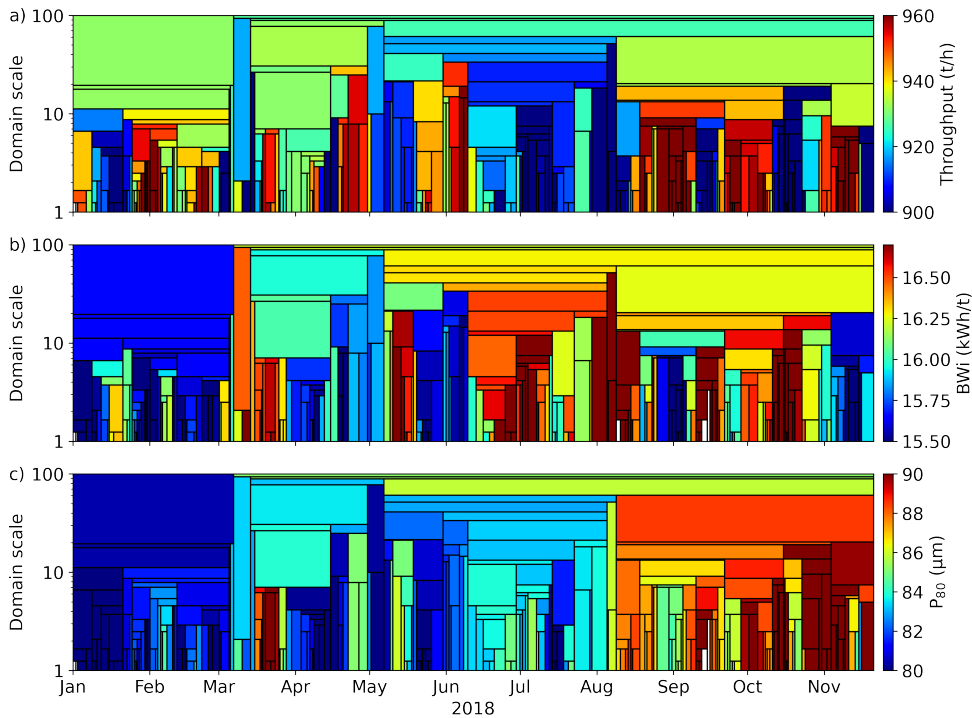 a)
Domain scale
100
10
1
Throughput (t/h)
960
940
920
900
b)
Domain scale
100
10
1
BWi (kWh/t)
16.50
16.25
16.00
15.75
15.50
c)
Domain scale
100
10
1
P80 (μm)
90
88
86
84
82
80
Jan Feb Mar Apr May Jun Jul Aug Sep Oct Nov
2018